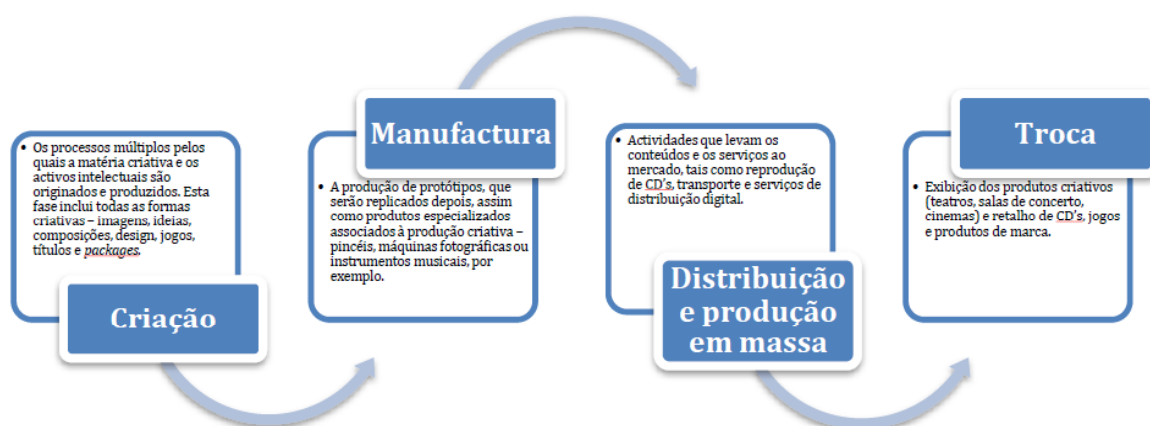 • Os processos múltiplos pelos
quais a matéria criativa e os
activos intelectuais são
originados e produzidos. Esta
fase inclui todas as formas
criativas – imagens, ideias,
composições, design, jogos,
títulos e packages.
Criação
Manufactura
• A produção de protótipos, que
serão replicados depois, assim
como produtos especializados
associados à produção criativa –
pincéis, máquinas fotográficas ou
instrumentos musicais, por
exemplo.
• Actividades que levam os
conteúdos e os serviços ao
mercado, tais como reprodução
de CD's, transporte e serviços de
distribuição digital.
Distribuição
e produção
em massa
Troca
• Exibição dos produtos criativos
(teatros, salas de concerto,
cinemas) e retalho de CD's, jogos
e produtos de marca.